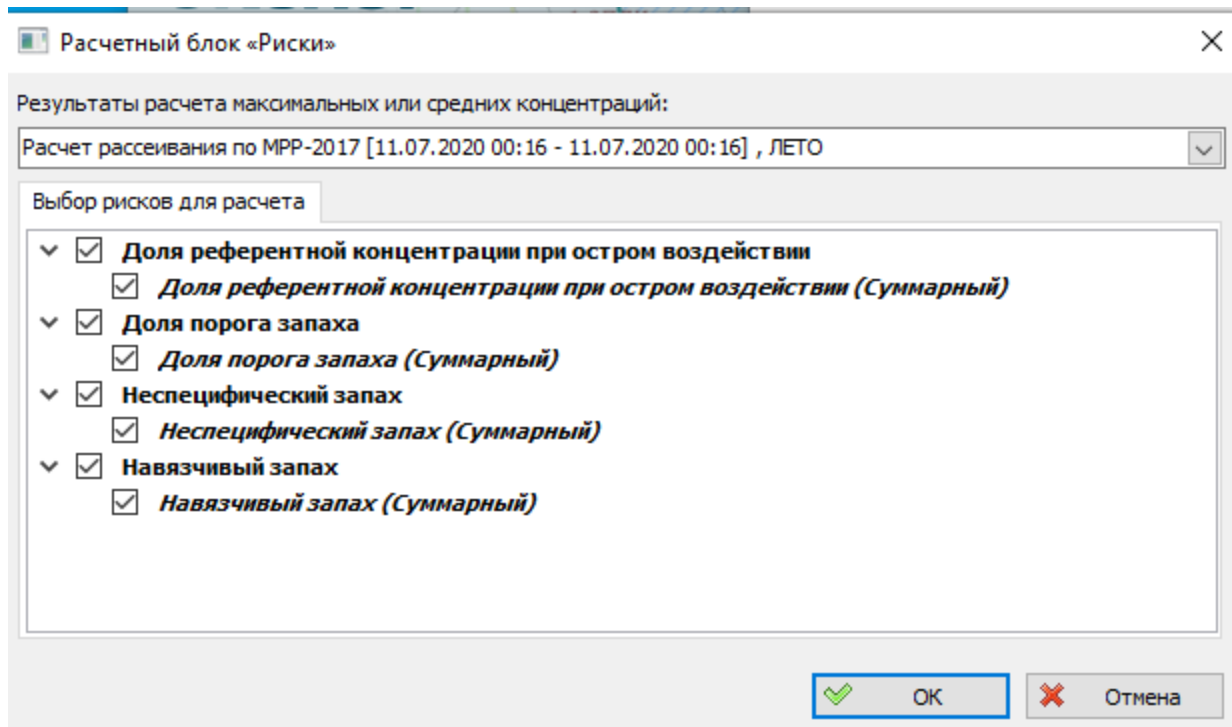 Расчетный блок «Риски»
Результаты расчета максимальных или средних концентраций:
Расчет рассеивания по МРР-2017 [11.07.2020 00:16 - 11.07.2020 00:16] , ЛЕТО
Выбор рисков для расчета
Доля референтной концентрации при остром воздействии
Доля референтной концентрации при остром воздействии (Суммарный)
Доля порога запаха
Доля порога запаха (Суммарный)
Неспецифический запах
Неспецифический запах (Суммарный)
Навязчивый запах
Навязчивый запах (Суммарный)
ОК Отмена